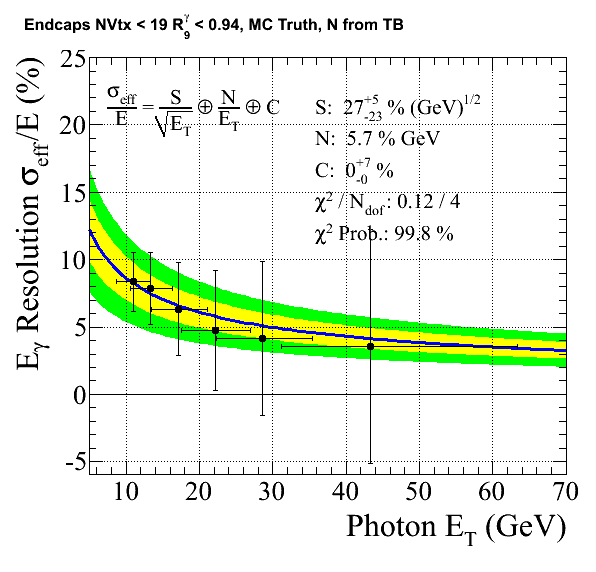 Endcaps NVtx < 19 R₉^γ < 0.94, MC Truth, N from TB
E_γ Resolution σ_eff/E (%)
25
20
15
10
5
0
-5
σ_eff/E = S/√E_T ⊕ N/E_T ⊕ C
S: 27 +5 -23 % (GeV)^1/2
N: 5.7 % GeV
C: 0 +7 -0 %
χ² / N_dof : 0.12 / 4
χ² Prob.: 99.8 %
10 20 30 40 50 60 70
Photon E_T (GeV)